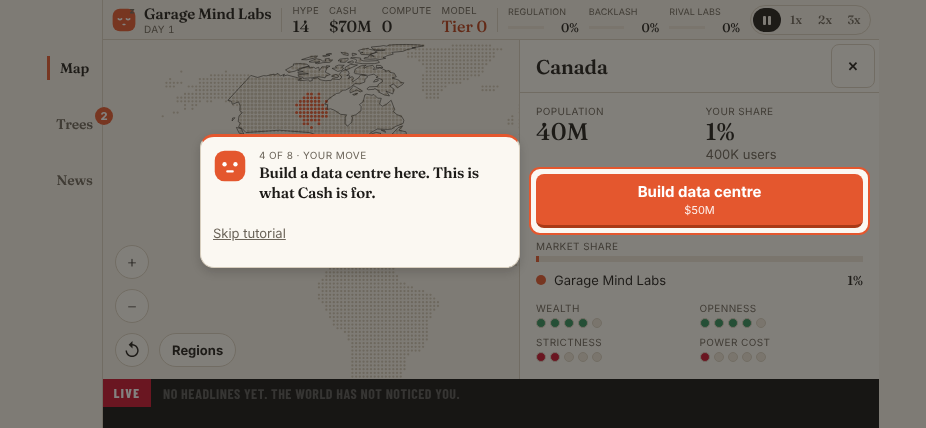 Garage Mind Labs
DAY 1
HYPE
14
CASH
$70M
COMPUTE
0
MODEL
Tier 0
REGULATION
0%
BACKLASH
0%
RIVAL LABS
0%
1x
2x
3x
Map
Trees
2
News
4 OF 8 · YOUR MOVE
Build a data centre here. This is
what Cash is for.
Skip tutorial
+
−
Regions
Canada
×
POPULATION
40M
YOUR SHARE
1%
400K users
Build data centre
$50M
MARKET SHARE
Garage Mind Labs
1%
WEALTH
OPENNESS
STRICTNESS
POWER COST
LIVE
NO HEADLINES YET. THE WORLD HAS NOT NOTICED YOU.